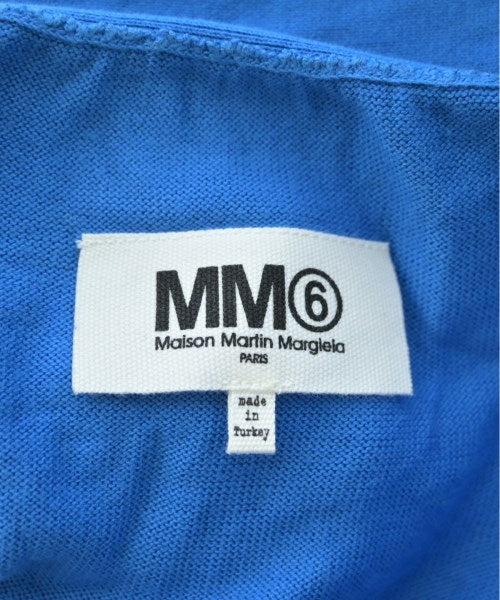 MM⑥
Maison Martin Margiela
PARIS
made
in
Turkey